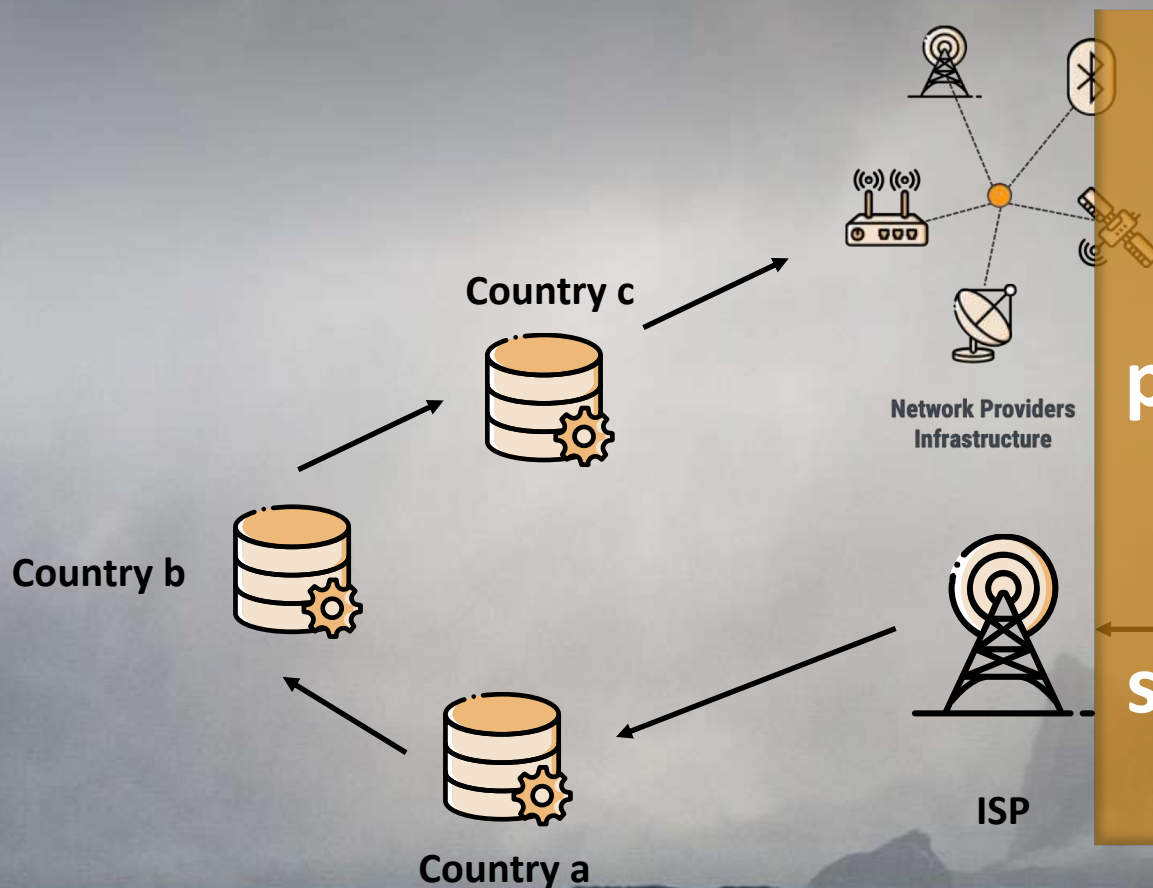 Country c
Network Providers
Infrastructure
Country b
ISP
Country a
p
s